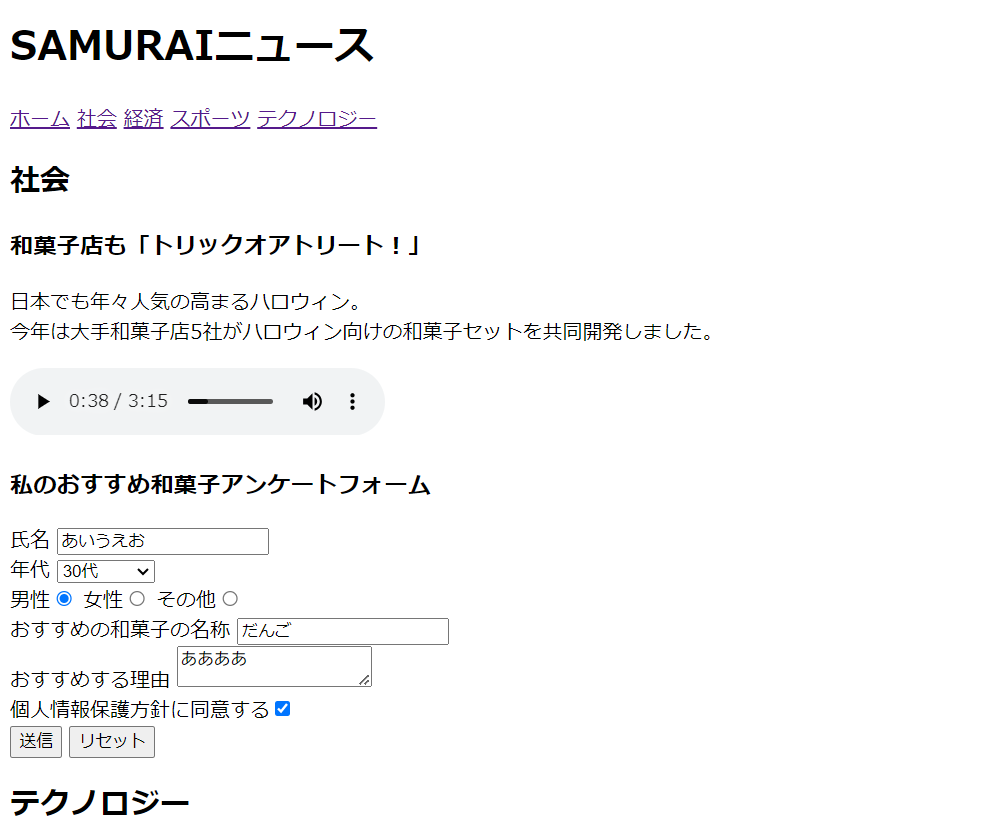 SAMURAIニュース
ホーム 社会 経済 スポーツ テクノロジー
社会
和菓子店も「トリックオアトリート！」
日本でも年々人気の高まるハロウィン。
今年は大手和菓子店5社がハロウィン向けの和菓子セットを共同開発しました。
0:38 / 3:15
私のおすすめ和菓子アンケートフォーム
氏名 あいうえお
年代 30代
男性 女性 その他
おすすめの和菓子の名称 だんご
おすすめする理由 ああああ
個人情報保護方針に同意する
送信 リセット
テクノロジー